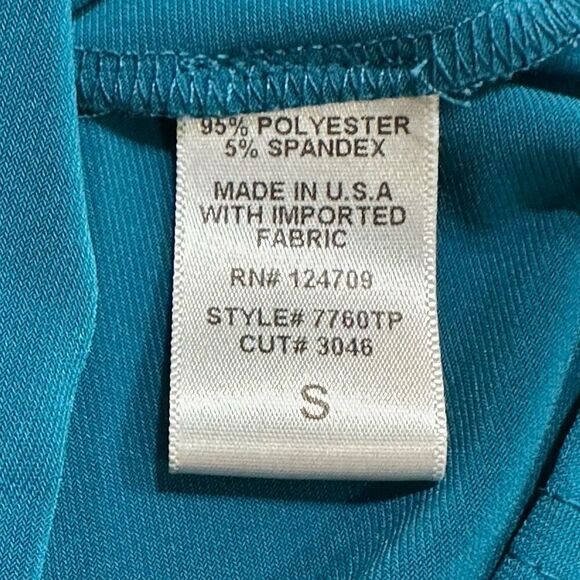 95% POLYESTER
5% SPANDEX
MADE IN U.S.A
WITH IMPORTED
FABRIC
RN# 124709
STYLE# 7760TP
CUT# 3046
S